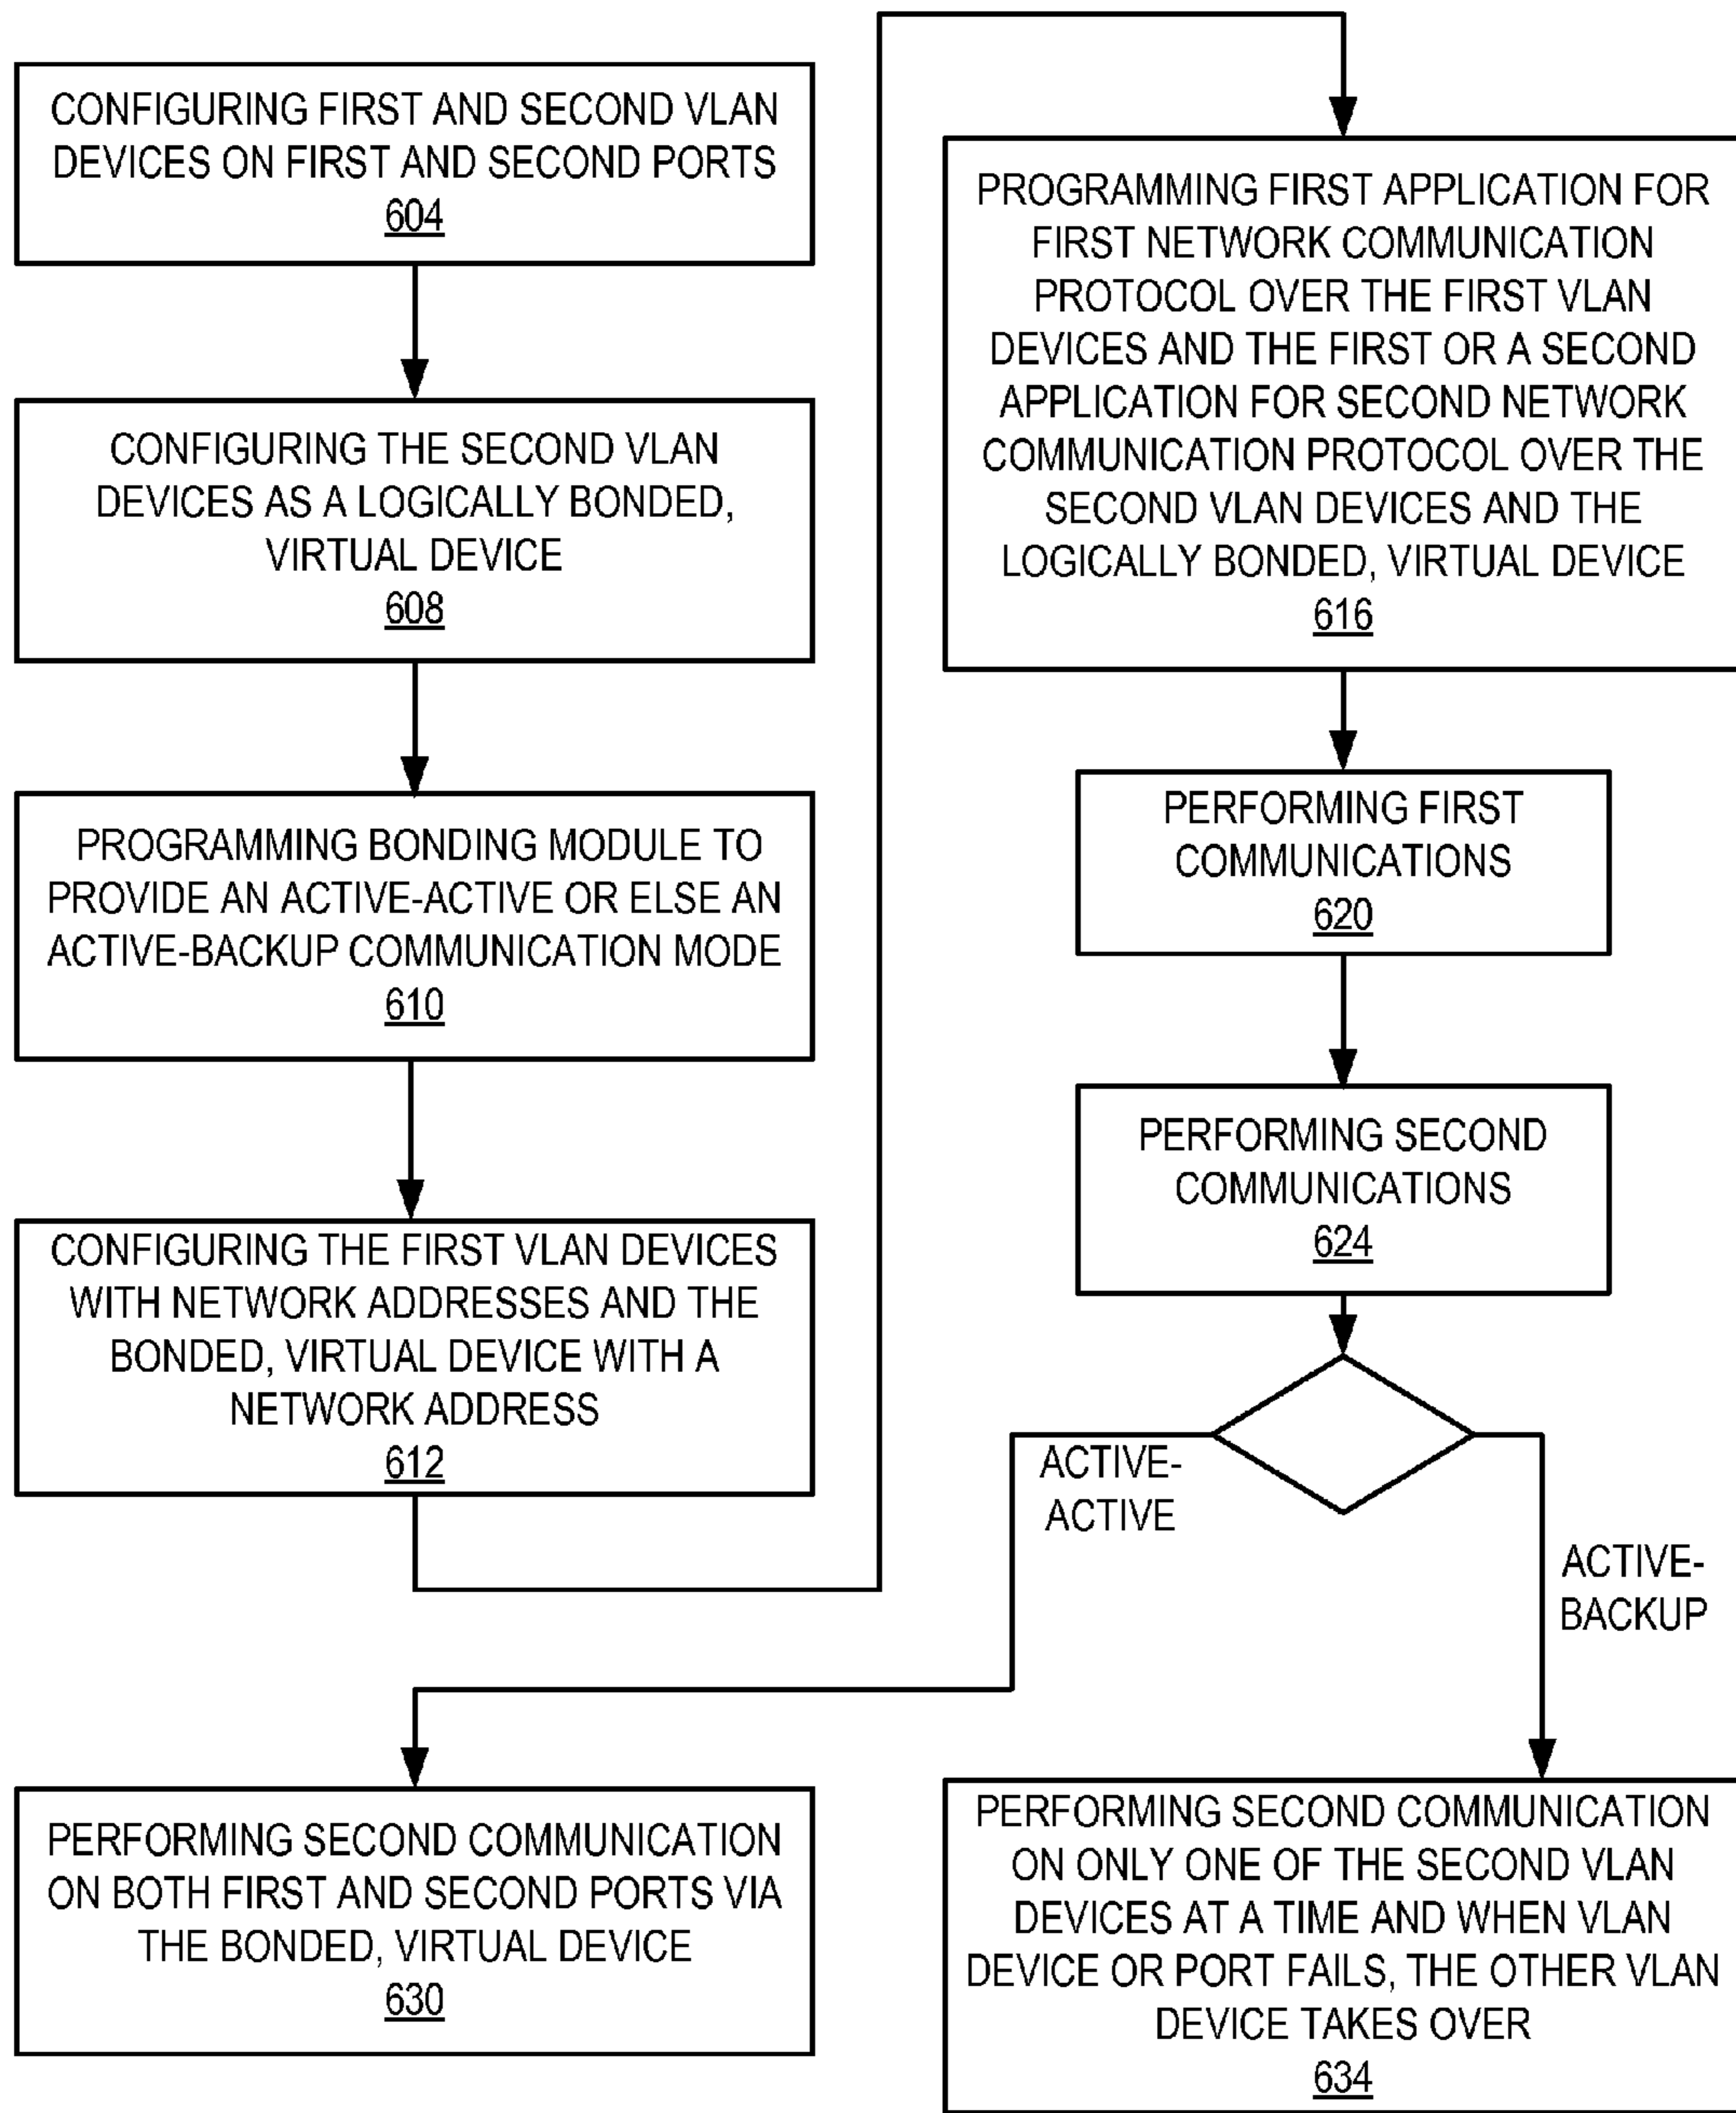 CONFIGURING FIRST AND SECOND VLAN
DEVICES ON FIRST AND SECOND PORTS
604
CONFIGURING THE SECOND VLAN
DEVICES AS A LOGICALLY BONDED,
VIRTUAL DEVICE
608
PROGRAMMING BONDING MODULE TO
PROVIDE AN ACTIVE-ACTIVE OR ELSE AN
ACTIVE-BACKUP COMMUNICATION MODE
610
CONFIGURING THE FIRST VLAN DEVICES
WITH NETWORK ADDRESSES AND THE
BONDED, VIRTUAL DEVICE WITH A
NETWORK ADDRESS
612
PROGRAMMING FIRST APPLICATION FOR
FIRST NETWORK COMMUNICATION
PROTOCOL OVER THE FIRST VLAN
DEVICES AND THE FIRST OR A SECOND
APPLICATION FOR SECOND NETWORK
COMMUNICATION PROTOCOL OVER THE
SECOND VLAN DEVICES AND THE
LOGICALLY BONDED, VIRTUAL DEVICE
616
PERFORMING FIRST
COMMUNICATIONS
620
PERFORMING SECOND
COMMUNICATIONS
624
ACTIVE-
ACTIVE
ACTIVE-
BACKUP
PERFORMING SECOND COMMUNICATION
ON BOTH FIRST AND SECOND PORTS VIA
THE BONDED, VIRTUAL DEVICE
630
PERFORMING SECOND COMMUNICATION
ON ONLY ONE OF THE SECOND VLAN
DEVICES AT A TIME AND WHEN VLAN
DEVICE OR PORT FAILS, THE OTHER VLAN
DEVICE TAKES OVER
634